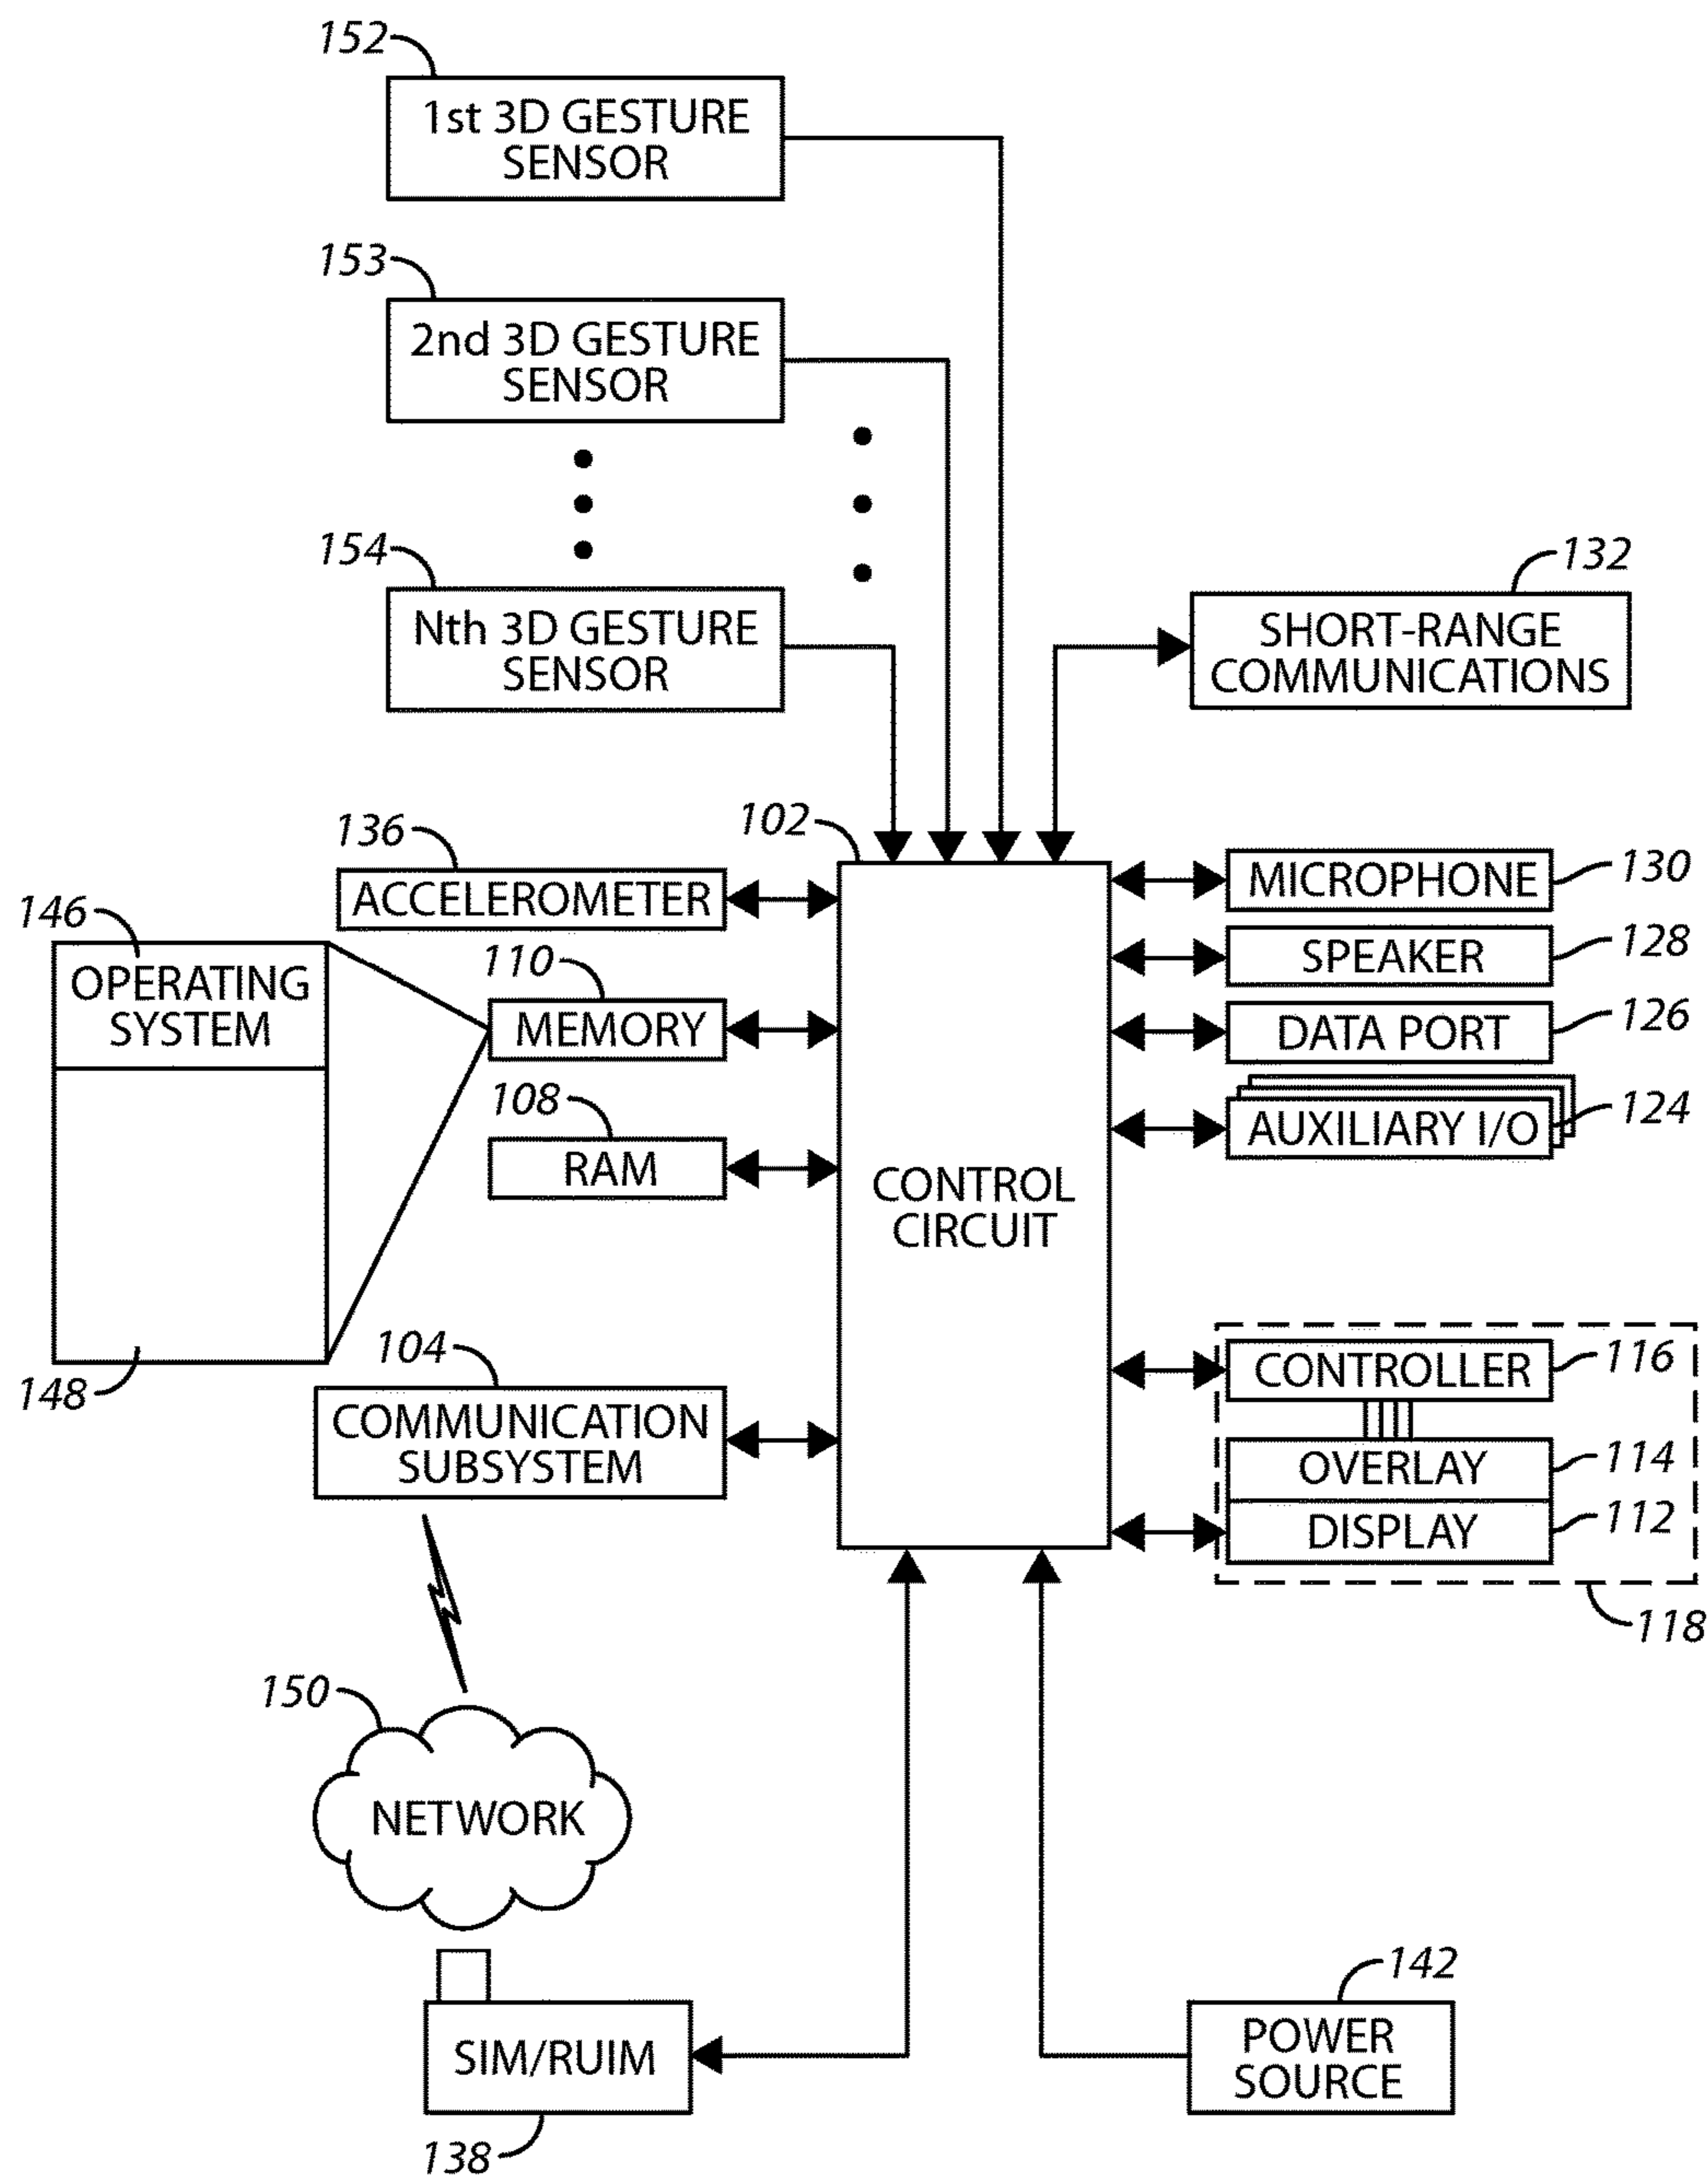 152
1st 3D GESTURE
SENSOR
153
2nd 3D GESTURE
SENSOR
154
Nth 3D GESTURE
SENSOR
132
SHORT-RANGE
COMMUNICATIONS
102
136
ACCELEROMETER
146
OPERATING
SYSTEM
110
MEMORY
108
RAM
148
104
COMMUNICATION
SUBSYSTEM
CONTROL
CIRCUIT
MICROPHONE
130
SPEAKER
128
DATA PORT
126
AUXILIARY I/O
124
CONTROLLER
116
OVERLAY
114
DISPLAY
112
118
150
NETWORK
SIM/RUIM
138
142
POWER
SOURCE